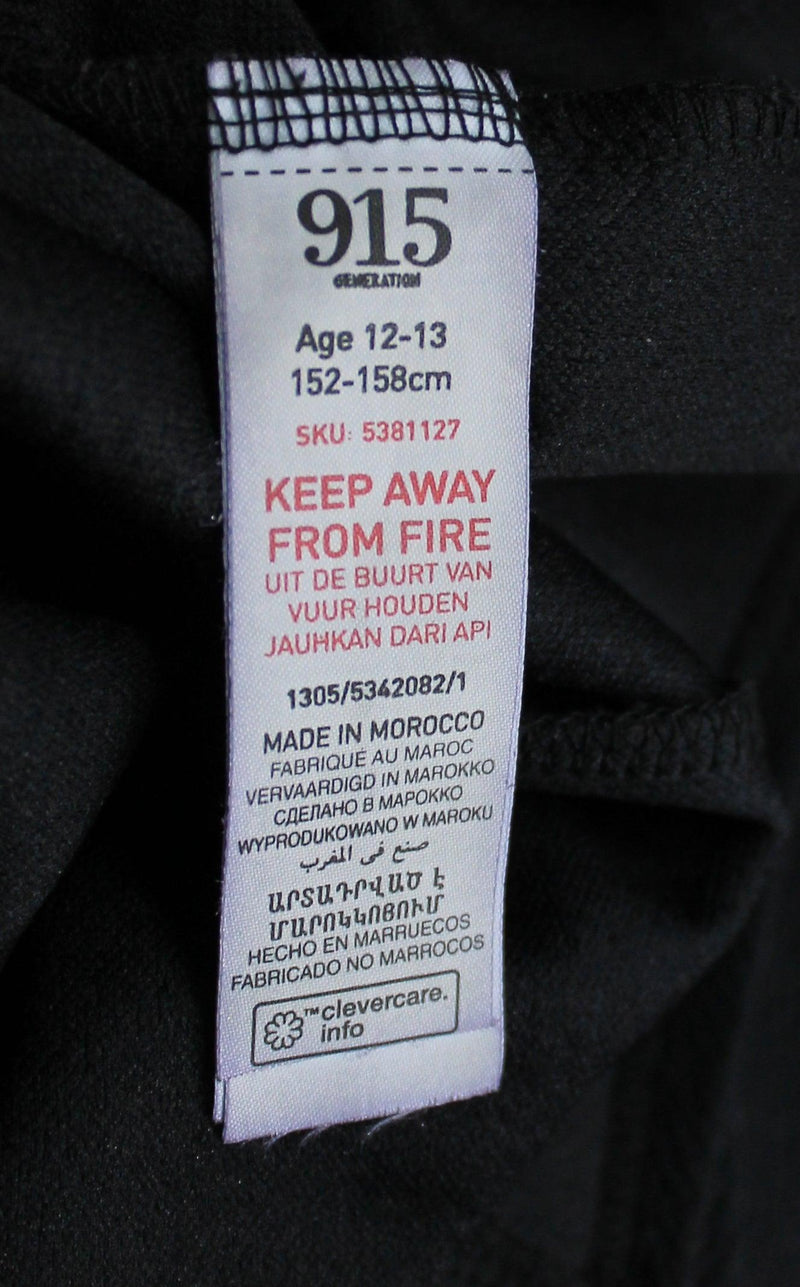 915
GENERATION
Age 12-13
152-158cm
SKU: 5381127
KEEP AWAY
FROM FIRE
UIT DE BUURT VAN
VUUR HOUDEN
JAUHKAN DARI API
1305/5342082/1
MADE IN MOROCCO
FABRIQUÉ AU MAROC
VERVAARDIGD IN MAROKKO
СДЕЛАНО В МАРОККО
WYPRODUKOWANO W MAROKU
صنع في المغرب
ԱՐՏԱԴՐՎԱԾ Է
ՄԱՐՈԿԿՈՅՈՒՄ
HECHO EN MARRUECOS
FABRICADO NO MARROCOS
™clevercare.
info